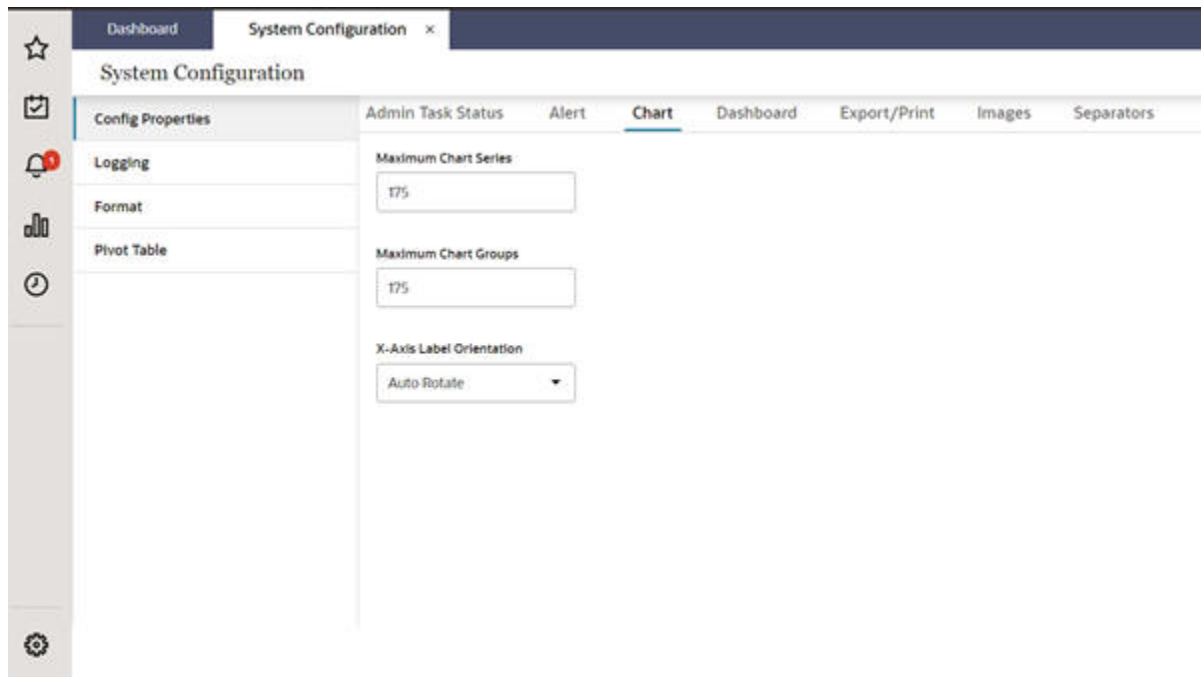 Dashboard
System Configuration ×
System Configuration
Config Properties
Logging
Format
Pivot Table
Admin Task Status Alert Chart Dashboard Export/Print Images Separators
Maximum Chart Series
175
Maximum Chart Groups
175
X-Axis Label Orientation
Auto Rotate